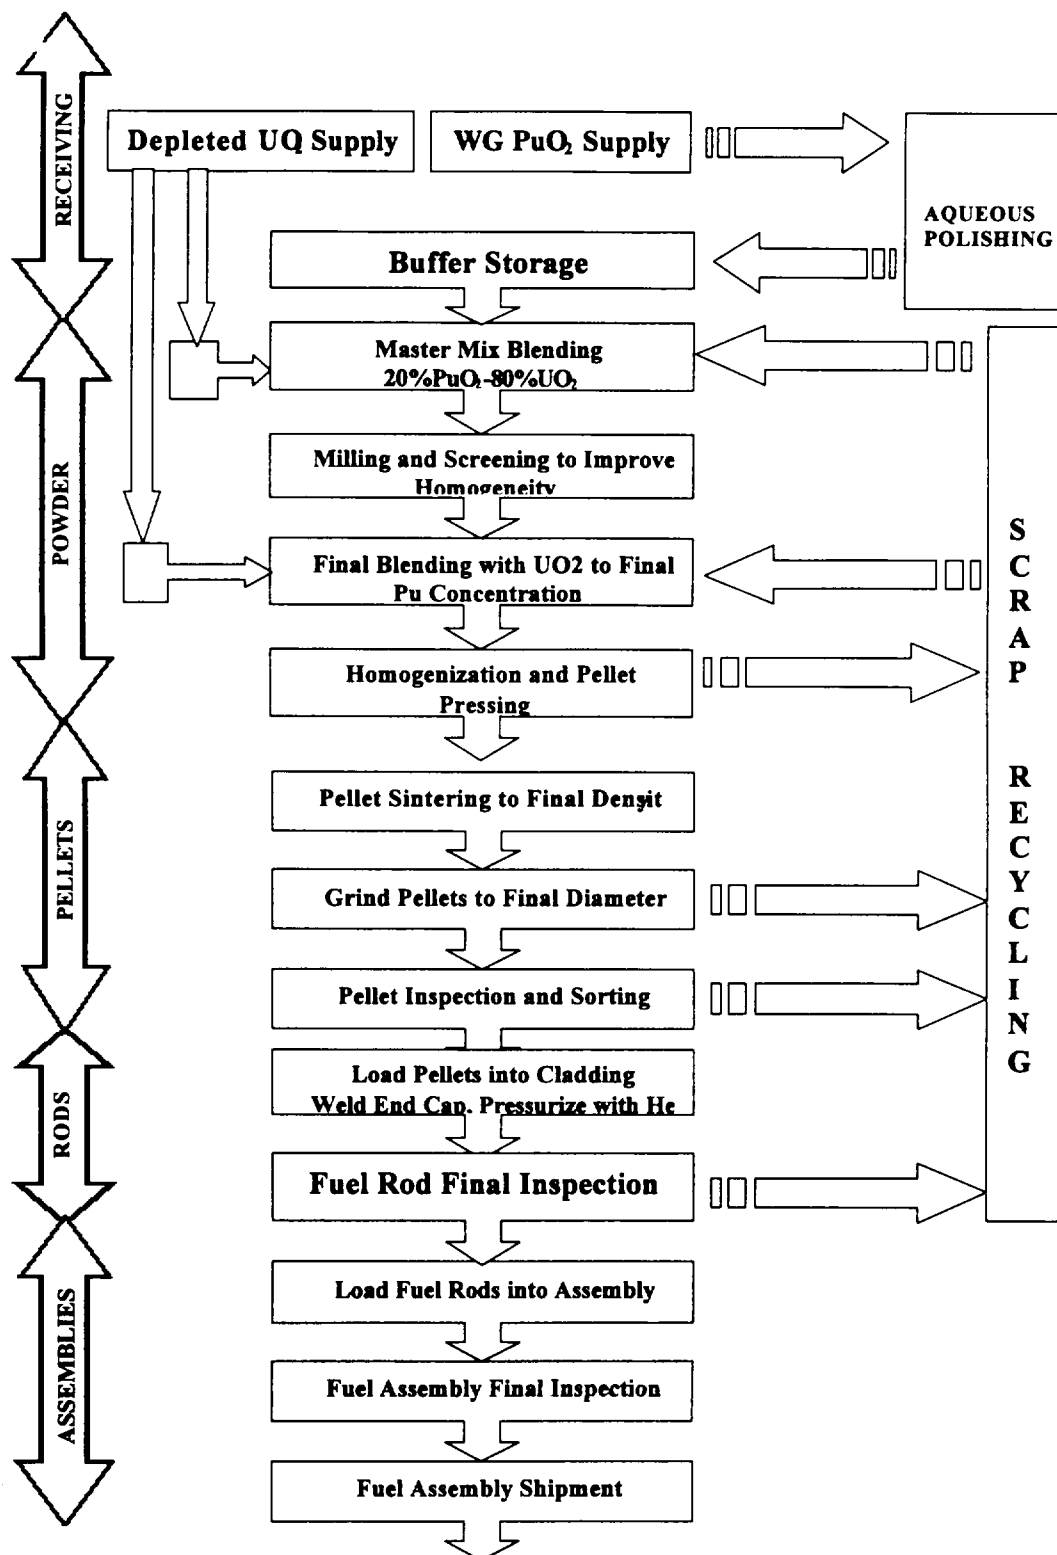 RECEIVING
Depleted UQ Supply
WG PuO₂ Supply
AQUEOUS
POLISHING
Buffer Storage
Master Mix Blending
20%PuO₂-80%UO₂
POWDER
Milling and Screening to Improve
Homogeneity
Final Blending with UO2 to Final
Pu Concentration
Homogenization and Pellet
Pressing
SCRAP RECYCLING
PELLETS
Pellet Sintering to Final Densit
Grind Pellets to Final Diameter
Pellet Inspection and Sorting
RODS
Load Pellets into Cladding
Weld End Cap. Pressurize with He
Fuel Rod Final Inspection
ASSEMBLIES
Load Fuel Rods into Assembly
Fuel Assembly Final Inspection
Fuel Assembly Shipment